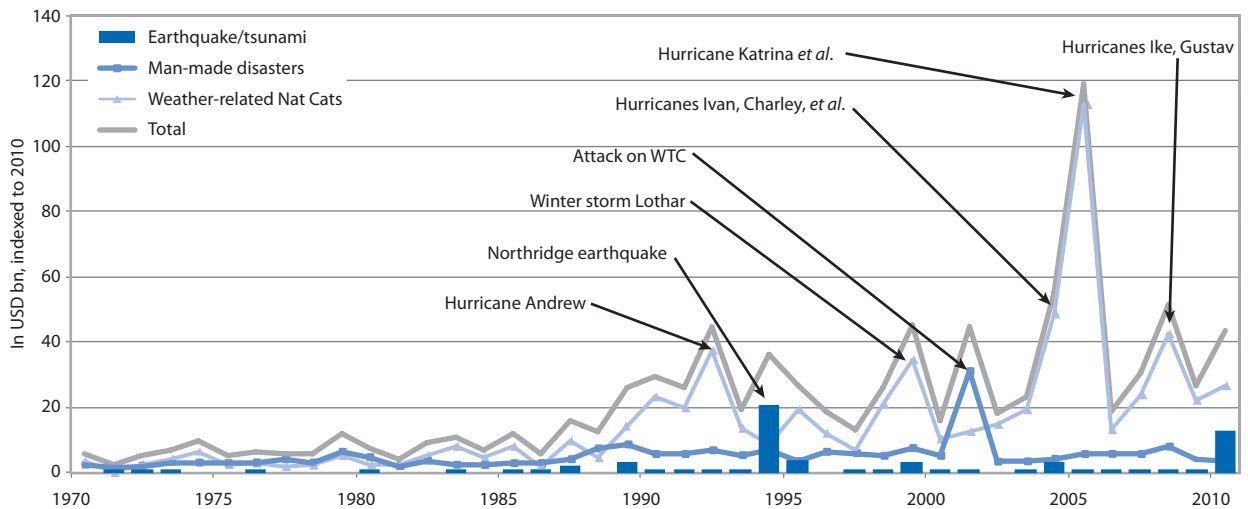 In USD bn, indexed to 2010
140
120
100
80
60
40
20
0
Earthquake/tsunami
Man-made disasters
Weather-related Nat Cats
Total
Hurricane Katrina et al.
Hurricanes Ike, Gustav
Hurricanes Ivan, Charley, et al.
Attack on WTC
Winter storm Lothar
Northridge earthquake
Hurricane Andrew
1970 1975 1980 1985 1990 1995 2000 2005 2010